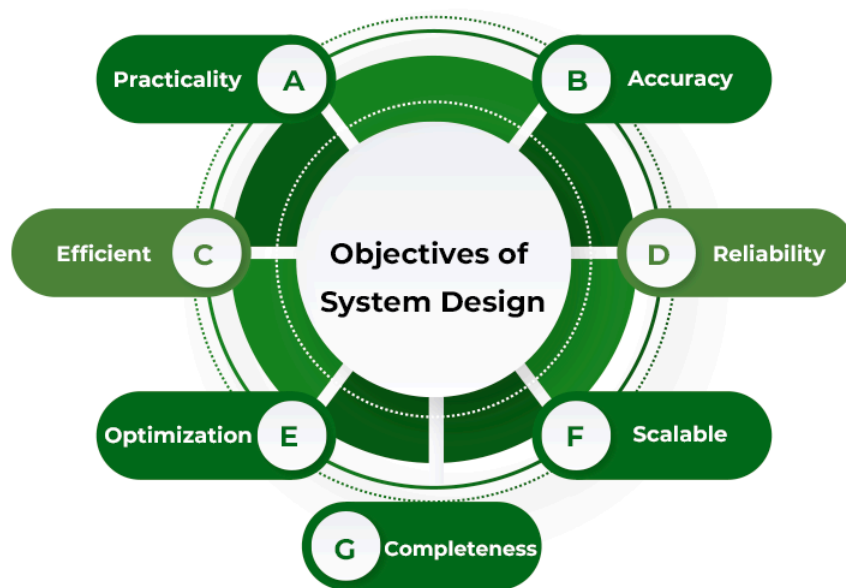 Practicality A
B Accuracy
Efficient C
Objectives of
System Design
D Reliability
Optimization E
F Scalable
G Completeness